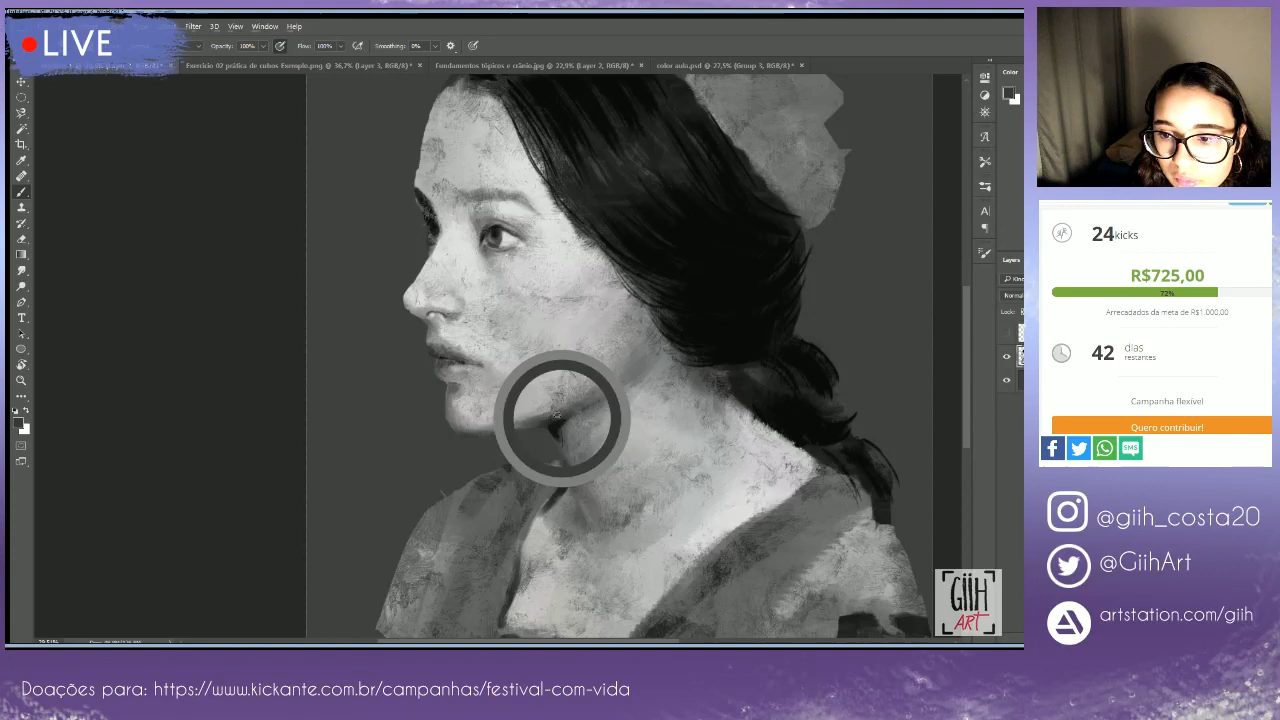 LIVE
Filter 3D View Window Help
Opacity: 100% Flow: 100% Smoothing: 0%
Exercício 02 prática de cubos Exemplo.png @ 36,7% (Layer 3, RGB/8) * ×
Fundamentos tópicos e crânio.jpg @ 22,9% (Layer 2, RGB/8) * ×
color aula.psd @ 27,5% (Group 3, RGB/8) * ×
Color
Layers
Lock:
24kicks
R$725,00
72%
Arrecadados da meta de R$1.000,00
42 dias
restantes
Campanha flexível
Quero contribuir!
SMS
@giih_costa20
@GiihArt
artstation.com/giih
GiiH
ART
Doações para: https://www.kickante.com.br/campanhas/festival-com-vida